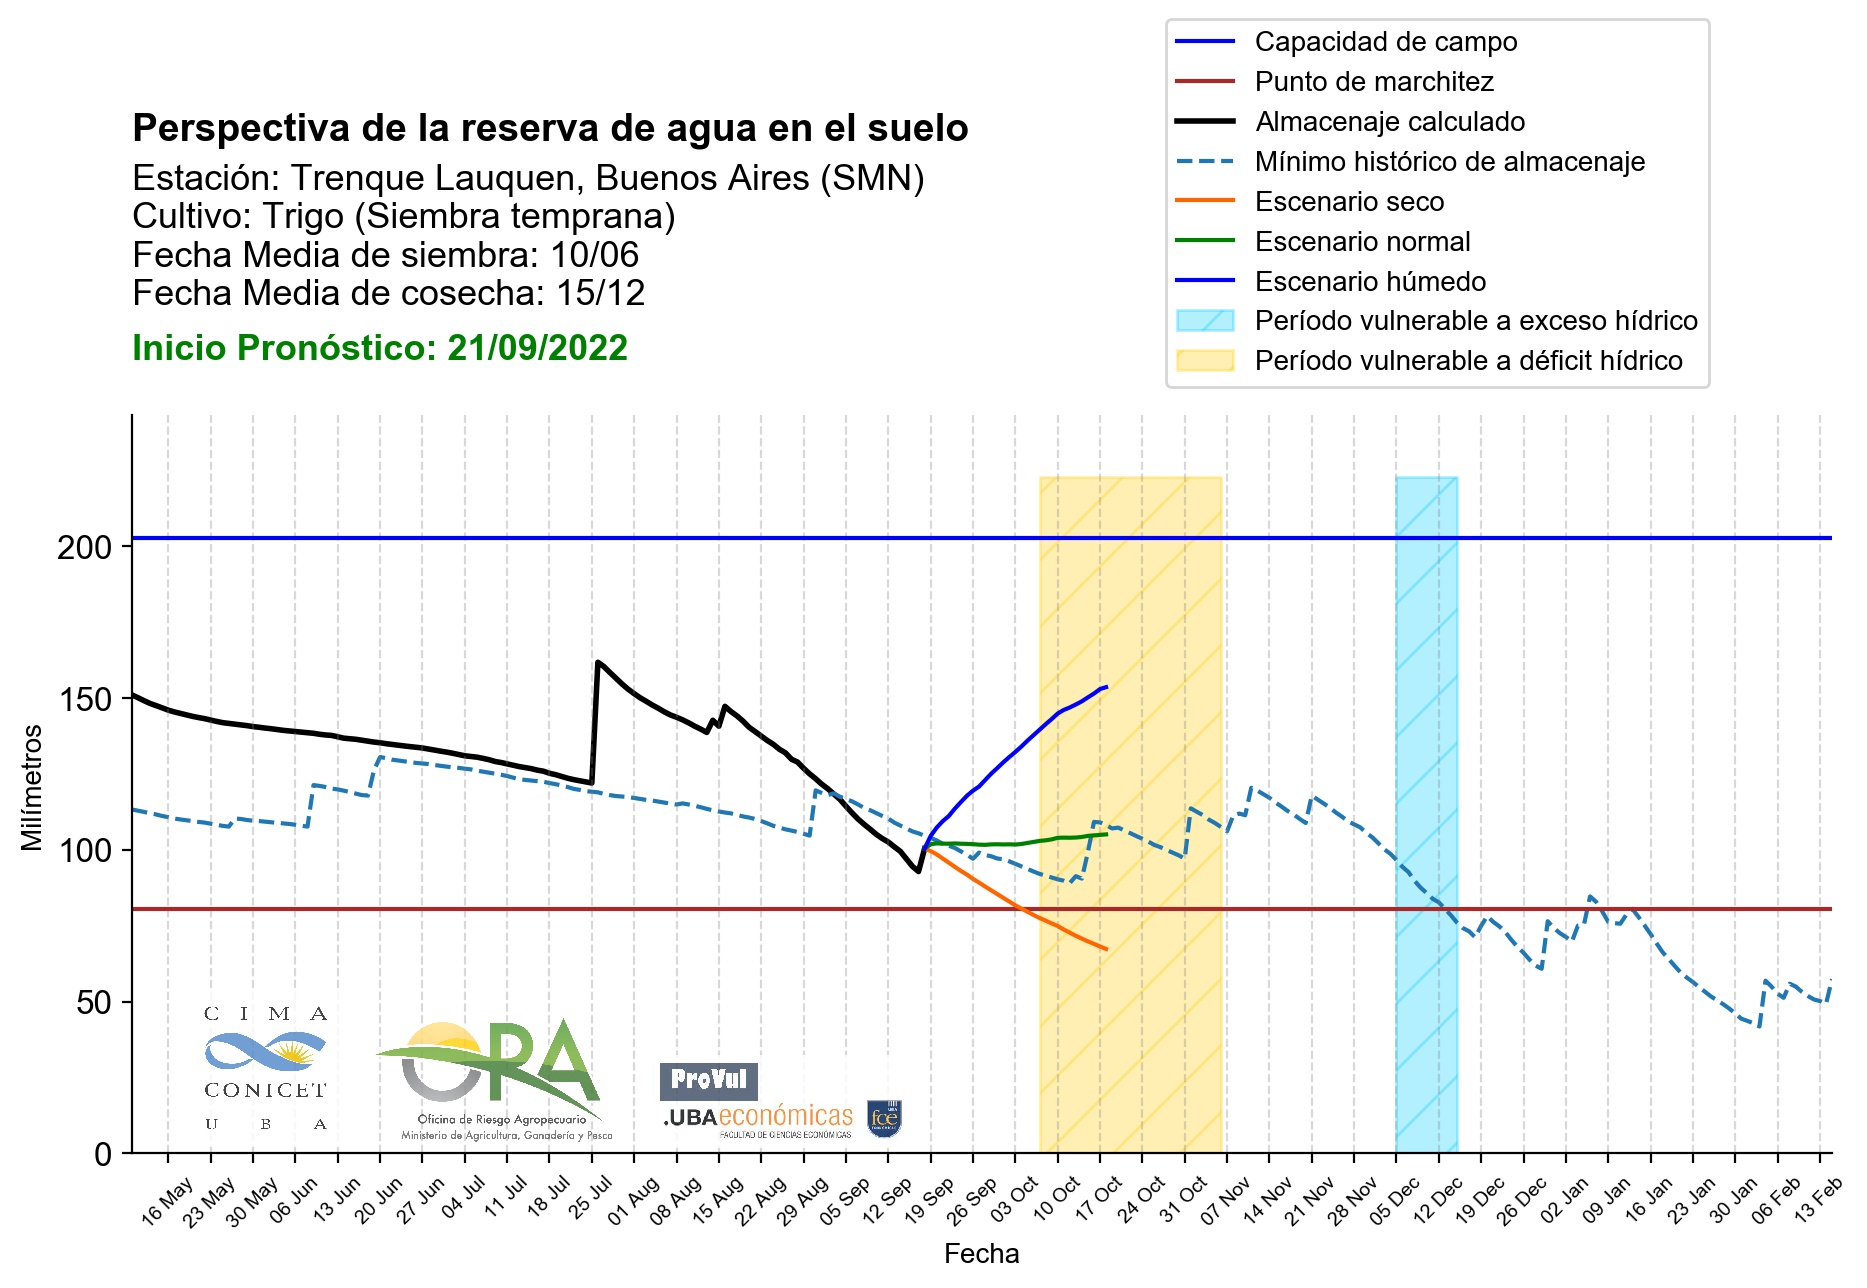 Capacidad de campo
Punto de marchitez
Almacenaje calculado
Mínimo histórico de almacenaje
Escenario seco
Escenario normal
Escenario húmedo
Período vulnerable a exceso hídrico
Período vulnerable a déficit hídrico
Perspectiva de la reserva de agua en el suelo
Estación: Trenque Lauquen, Buenos Aires (SMN)
Cultivo: Trigo (Siembra temprana)
Fecha Media de siembra: 10/06
Fecha Media de cosecha: 15/12
Inicio Pronóstico: 21/09/2022
Milímetros
200
150
100
50
0
C I M A
CONICET
U B A
ORA
Oficina de Riesgo Agropecuario
Ministerio de Agricultura, Ganadería y Pesca
ProVul
.UBAeconómicas
FACULTAD DE CIENCIAS ECONÓMICAS
UBA
fce
16 May
23 May
30 May
06 Jun
13 Jun
20 Jun
27 Jun
04 Jul
11 Jul
18 Jul
25 Jul
01 Aug
08 Aug
15 Aug
22 Aug
29 Aug
05 Sep
12 Sep
19 Sep
26 Sep
03 Oct
10 Oct
17 Oct
24 Oct
31 Oct
07 Nov
14 Nov
21 Nov
28 Nov
05 Dec
12 Dec
19 Dec
26 Dec
02 Jan
09 Jan
16 Jan
23 Jan
30 Jan
06 Feb
13 Feb
Fecha